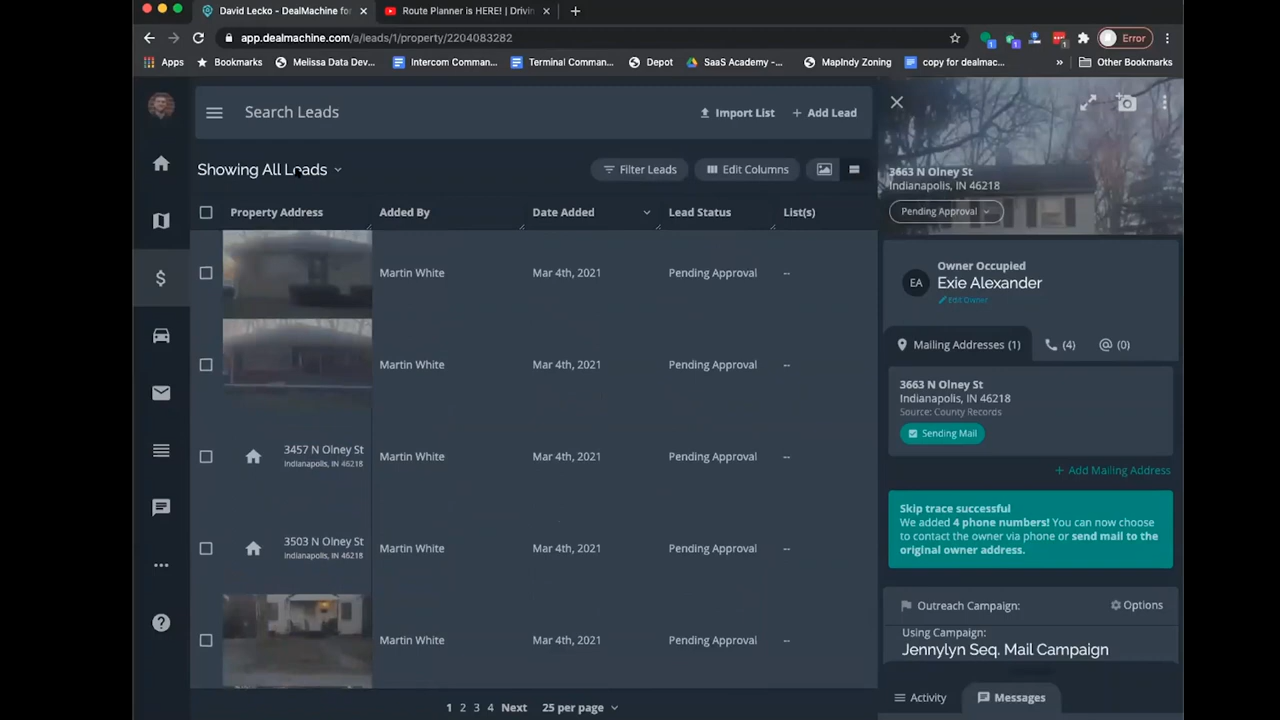 David Lecko - DealMachine for
Route Planner is HERE! | Drivin
app.dealmachine.com/a/leads/1/property/2204083282
Error
Apps
Bookmarks
Melissa Data Dev...
Intercom Comman...
Terminal Comman...
Depot
SaaS Academy -...
MapIndy Zoning
copy for dealmac...
»
Other Bookmarks
Search Leads
Import List
+ Add Lead
Showing All Leads
Filter Leads
Edit Columns
Property Address
Added By
Date Added
Lead Status
List(s)
Martin White
Mar 4th, 2021
Pending Approval
--
Martin White
Mar 4th, 2021
Pending Approval
--
3457 N Olney St
Indianapolis, IN 46218
Martin White
Mar 4th, 2021
Pending Approval
--
3503 N Olney St
Indianapolis, IN 46218
Martin White
Mar 4th, 2021
Pending Approval
--
Martin White
Mar 4th, 2021
Pending Approval
--
1 2 3 4 Next
25 per page
3663 N Olney St
Indianapolis, IN 46218
Pending Approval
Owner Occupied
EA
Exie Alexander
Edit Owner
Mailing Addresses (1)
(4)
(0)
3663 N Olney St
Indianapolis, IN 46218
Source: County Records
Sending Mail
+ Add Mailing Address
Skip trace successful
We added 4 phone numbers! You can now choose
to contact the owner via phone or send mail to the
original owner address.
Outreach Campaign:
Options
Using Campaign:
Jennylyn Seq. Mail Campaign
Activity
Messages